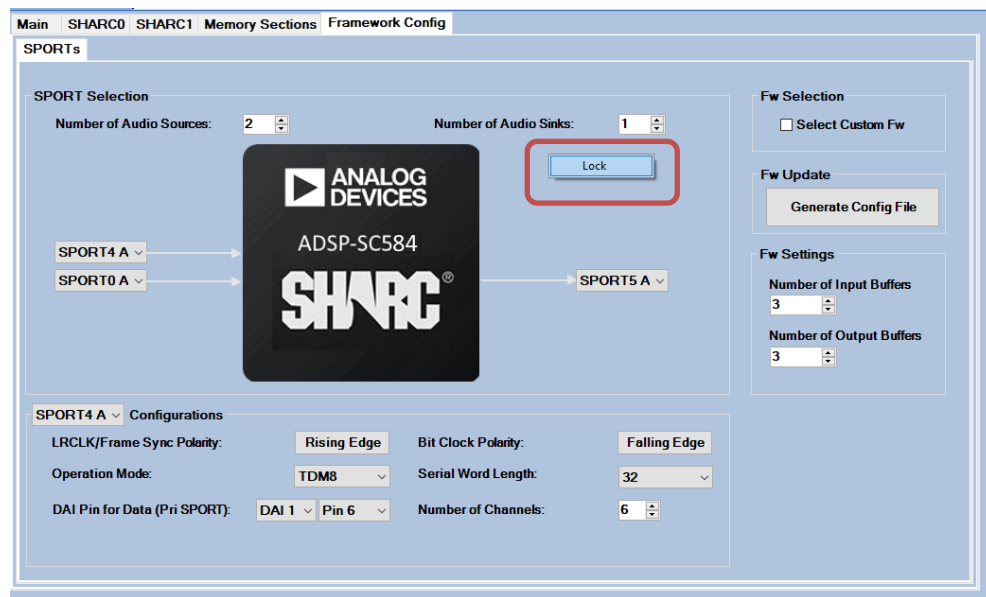 Main SHARC0 SHARC1 Memory Sections Framework Config
SPORTs
SPORT Selection
Number of Audio Sources: 2
Number of Audio Sinks: 1
Lock
ANALOG
DEVICES
ADSP-SC584
SHARC®
SPORT4 A
SPORT0 A
SPORT5 A
Fw Selection
Select Custom Fw
Fw Update
Generate Config File
Fw Settings
Number of Input Buffers
3
Number of Output Buffers
3
SPORT4 A Configurations
LRCLK/Frame Sync Polarity: Rising Edge Bit Clock Polarity: Falling Edge
Operation Mode: TDM8 Serial Word Length: 32
DAI Pin for Data (Pri SPORT): DAI 1 Pin 6 Number of Channels: 6